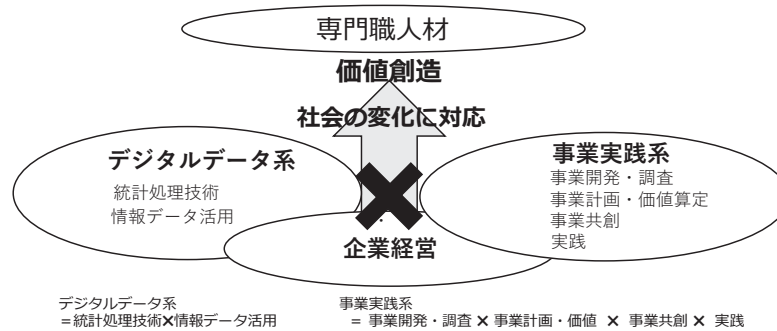 専門職人材
価値創造
社会の変化に対応
デジタルデータ系
統計処理技術
情報データ活用
事業実践系
事業開発・調査
事業計画・価値算定
事業共創
実践
企業経営
デジタルデータ系
=統計処理技術✕情報データ活用
事業実践系
= 事業開発・調査 ✕ 事業計画・価値 ✕ 事業共創 ✕ 実践